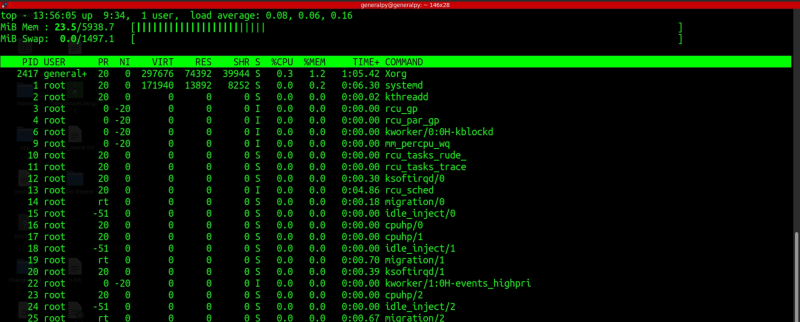 generalpy@generalpy: ~ 146x28
top - 13:56:05 up  9:34,  1 user,  load average: 0.08, 0.06, 0.16
MiB Mem : 23.5/5938.7   [||||||||||||||||||||||||     ]
MiB Swap:  0.0/1497.1   [     ]
PID USER      PR  NI    VIRT    RES    SHR S  %CPU  %MEM     TIME+ COMMAND
2417 general+  20   0  297676  74392  39944 S   0.3   1.2   1:05.42 Xorg
1 root      20   0  171940  13892   8252 S   0.0   0.2   0:06.30 systemd
2 root      20   0       0      0      0 S   0.0   0.0   0:00.02 kthreadd
3 root       0 -20       0      0      0 I   0.0   0.0   0:00.00 rcu_gp
4 root       0 -20       0      0      0 I   0.0   0.0   0:00.00 rcu_par_gp
6 root       0 -20       0      0      0 I   0.0   0.0   0:00.00 kworker/0:0H-kblockd
9 root       0 -20       0      0      0 I   0.0   0.0   0:00.00 mm_percpu_wq
10 root      20   0       0      0      0 S   0.0   0.0   0:00.00 rcu_tasks_rude_
11 root      20   0       0      0      0 S   0.0   0.0   0:00.00 rcu_tasks_trace
12 root      20   0       0      0      0 S   0.0   0.0   0:00.30 ksoftirqd/0
13 root      20   0       0      0      0 I   0.0   0.0   0:04.86 rcu_sched
14 root      rt   0       0      0      0 S   0.0   0.0   0:00.18 migration/0
15 root     -51   0       0      0      0 S   0.0   0.0   0:00.00 idle_inject/0
16 root      20   0       0      0      0 S   0.0   0.0   0:00.00 cpuhp/0
17 root      20   0       0      0      0 S   0.0   0.0   0:00.00 cpuhp/1
18 root     -51   0       0      0      0 S   0.0   0.0   0:00.00 idle_inject/1
19 root      rt   0       0      0      0 S   0.0   0.0   0:00.70 migration/1
20 root      20   0       0      0      0 S   0.0   0.0   0:00.39 ksoftirqd/1
22 root       0 -20       0      0      0 I   0.0   0.0   0:00.00 kworker/1:0H-events_highpri
23 root      20   0       0      0      0 S   0.0   0.0   0:00.00 cpuhp/2
24 root     -51   0       0      0      0 S   0.0   0.0   0:00.00 idle_inject/2
25 root      rt   0       0      0      0 S   0.0   0.0   0:00.67 migration/2